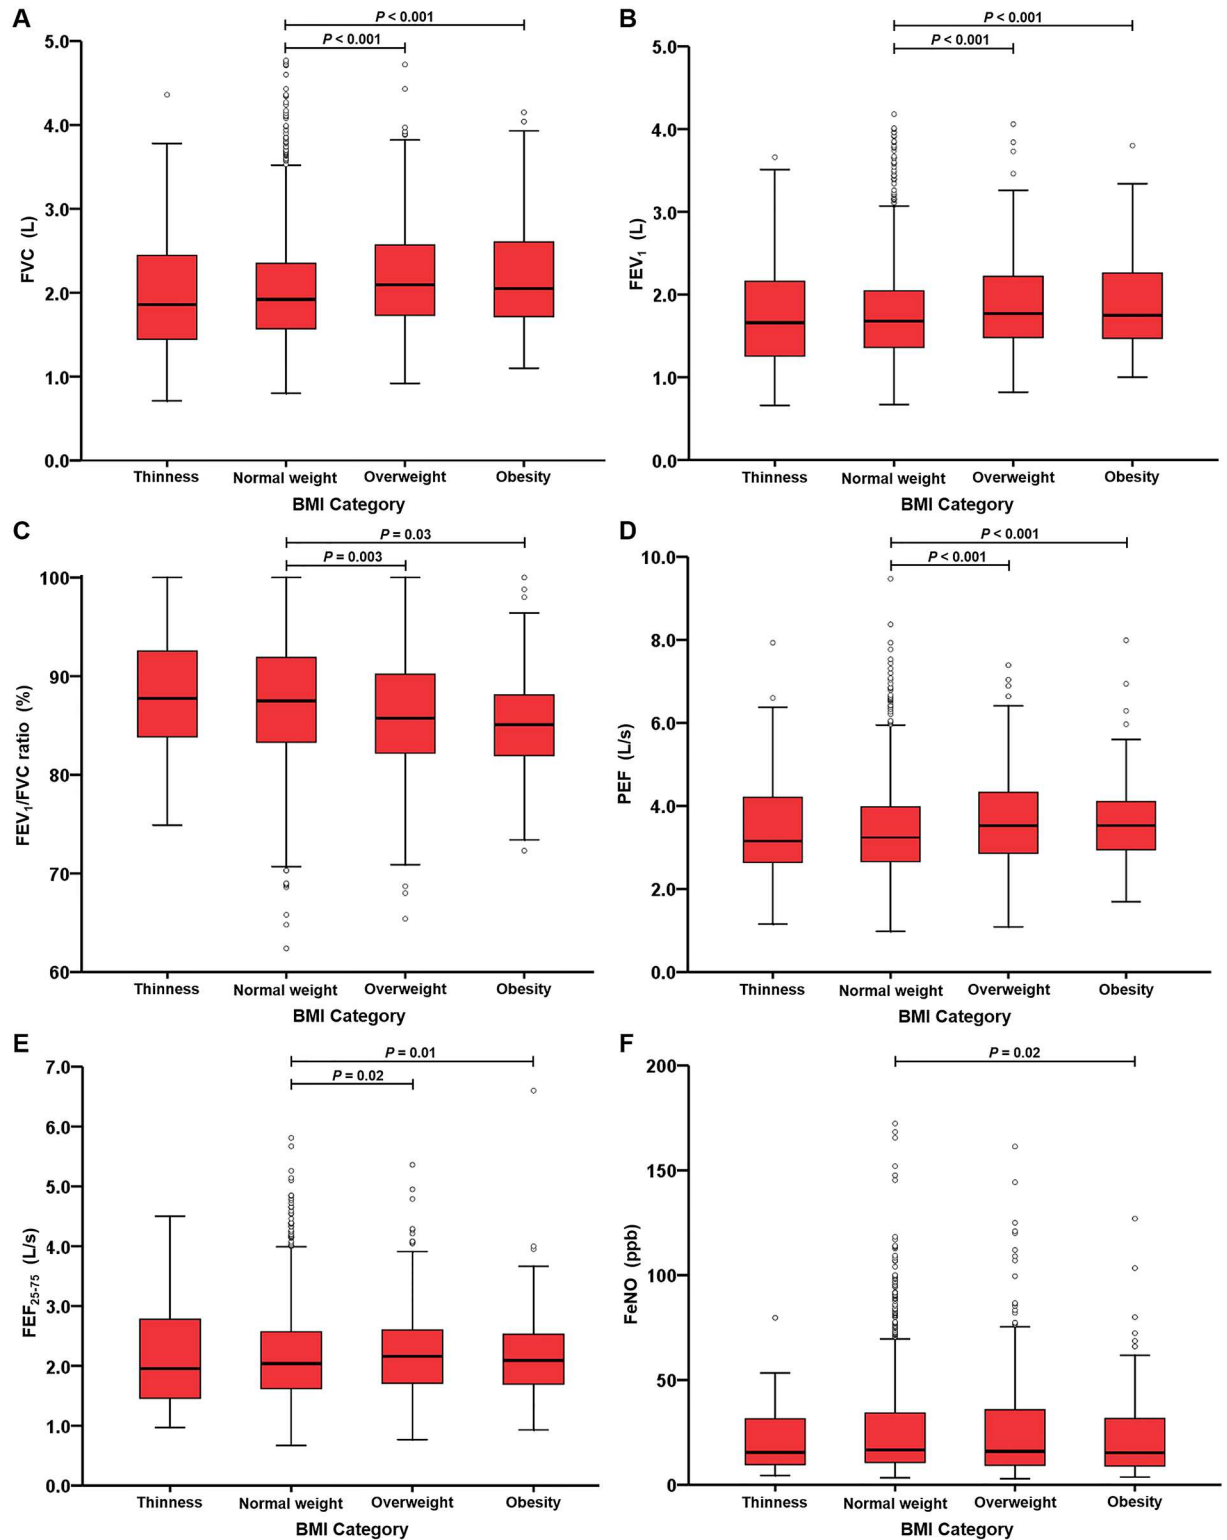 A
P < 0.001
P < 0.001
5.0
4.0
3.0
2.0
1.0
0.0
FVC (L)
Thinness Normal weight Overweight Obesity
BMI Category
B
P < 0.001
P < 0.001
5.0
4.0
3.0
2.0
1.0
0.0
FEV1 (L)
Thinness Normal weight Overweight Obesity
BMI Category
C
P = 0.03
P = 0.003
100
90
80
70
60
FEV1/FVC ratio (%)
Thinness Normal weight Overweight Obesity
BMI Category
D
P < 0.001
P < 0.001
10.0
8.0
6.0
4.0
2.0
0.0
PEF (L/s)
Thinness Normal weight Overweight Obesity
BMI Category
E
P = 0.01
P = 0.02
7.0
6.0
5.0
4.0
3.0
2.0
1.0
0.0
FEF25-75 (L/s)
Thinness Normal weight Overweight Obesity
BMI Category
F
P = 0.02
200
150
100
50
0
FeNO (ppb)
Thinness Normal weight Overweight Obesity
BMI Category